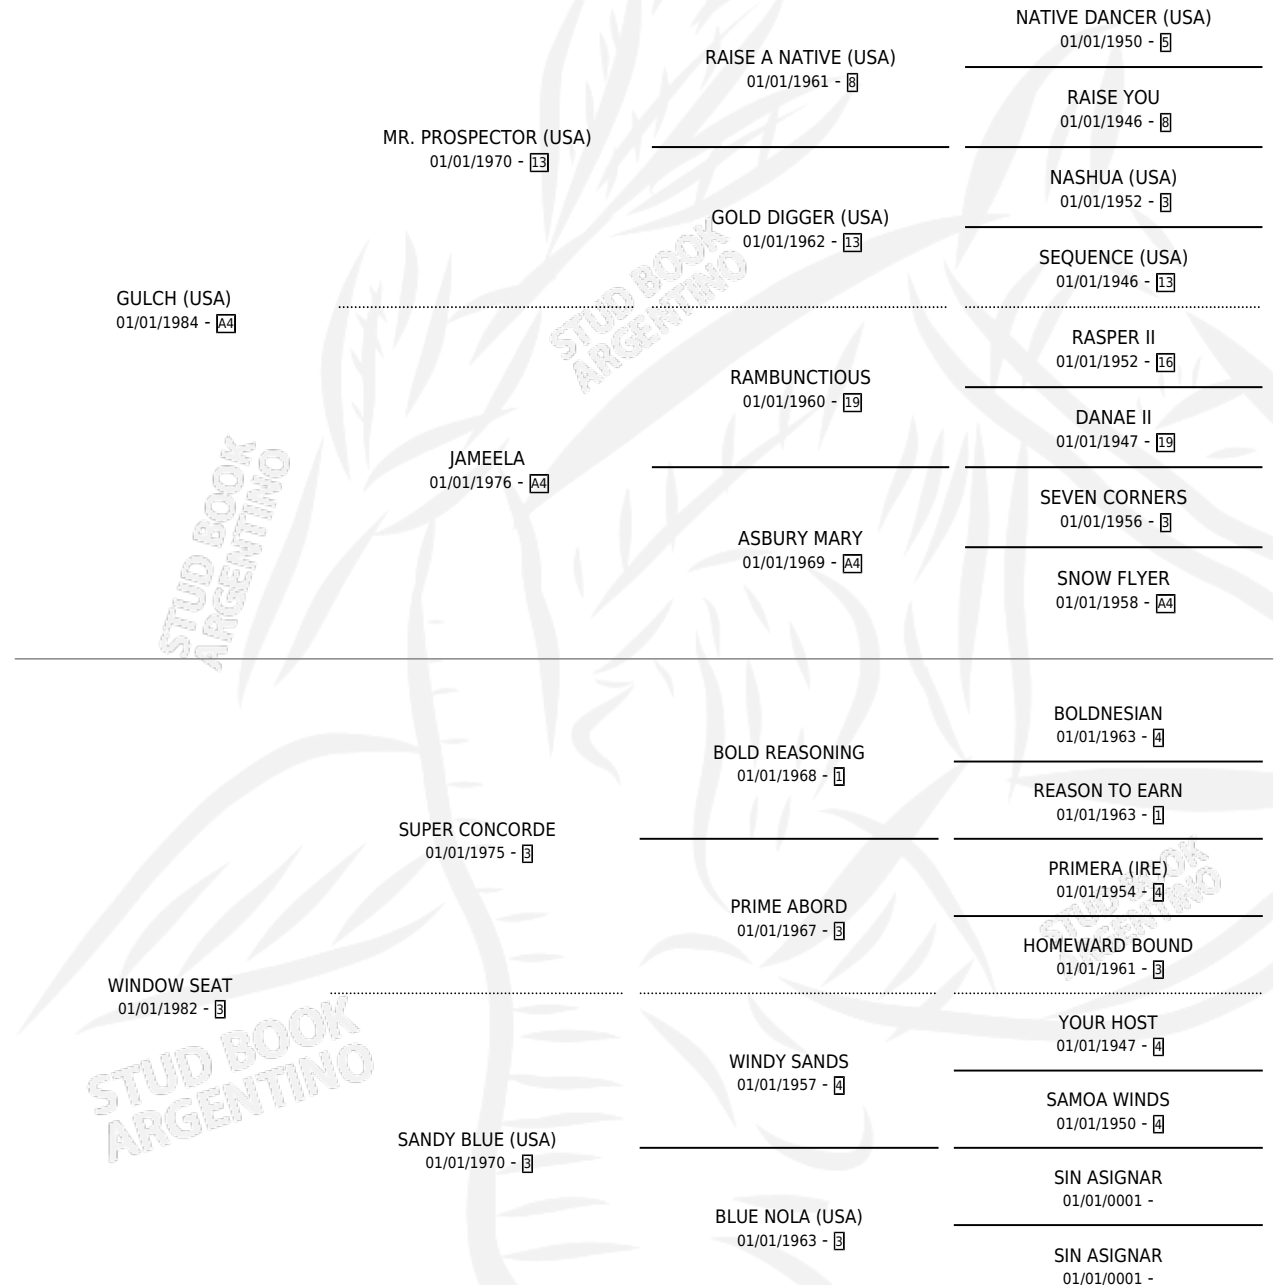 NATIVE DANCER (USA)
01/01/1950 - 5
RAISE A NATIVE (USA)
01/01/1961 - 8
RAISE YOU
01/01/1946 - 8
MR. PROSPECTOR (USA)
01/01/1970 - 13
NASHUA (USA)
01/01/1952 - 3
GOLD DIGGER (USA)
01/01/1962 - 13
SEQUENCE (USA)
01/01/1946 - 13
GULCH (USA)
01/01/1984 - A4
STUD BOOK
ARGENTINO
RASPER II
01/01/1952 - 16
RAMBUNCTIOUS
01/01/1960 - 19
DANAE II
01/01/1947 - 19
JAMEELA
01/01/1976 - A4
SEVEN CORNERS
01/01/1956 - 3
ASBURY MARY
01/01/1969 - A4
SNOW FLYER
01/01/1958 - A4
STUD BOOK
ARGENTINO
BOLDNESIAN
01/01/1963 - 4
BOLD REASONING
01/01/1968 - 1
REASON TO EARN
01/01/1963 - 1
SUPER CONCORDE
01/01/1975 - 3
PRIMERA (IRE)
01/01/1954 - 4
PRIME ABORD
01/01/1967 - 3
HOMEWARD BOUND
01/01/1961 - 3
STUD BOOK
ARGENTINO
WINDOW SEAT
01/01/1982 - 3
YOUR HOST
01/01/1947 - 4
WINDY SANDS
01/01/1957 - 4
SAMOA WINDS
01/01/1950 - 4
STUD BOOK
ARGENTINO
SANDY BLUE (USA)
01/01/1970 - 3
SIN ASIGNAR
01/01/0001 -
BLUE NOLA (USA)
01/01/1963 - 3
SIN ASIGNAR
01/01/0001 -